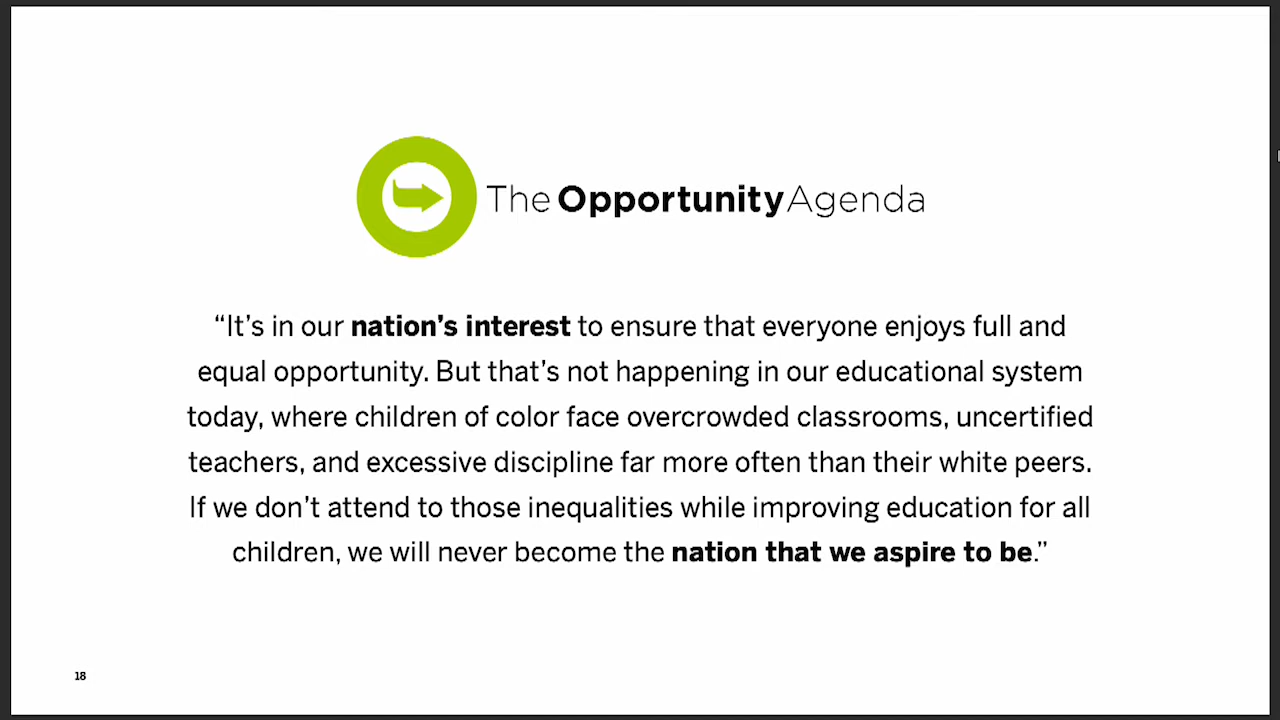 The Opportunity Agenda
“It’s in our nation’s interest to ensure that everyone enjoys full and
equal opportunity. But that’s not happening in our educational system
today, where children of color face overcrowded classrooms, uncertified
teachers, and excessive discipline far more often than their white peers.
If we don’t attend to those inequalities while improving education for all
children, we will never become the nation that we aspire to be.”
18